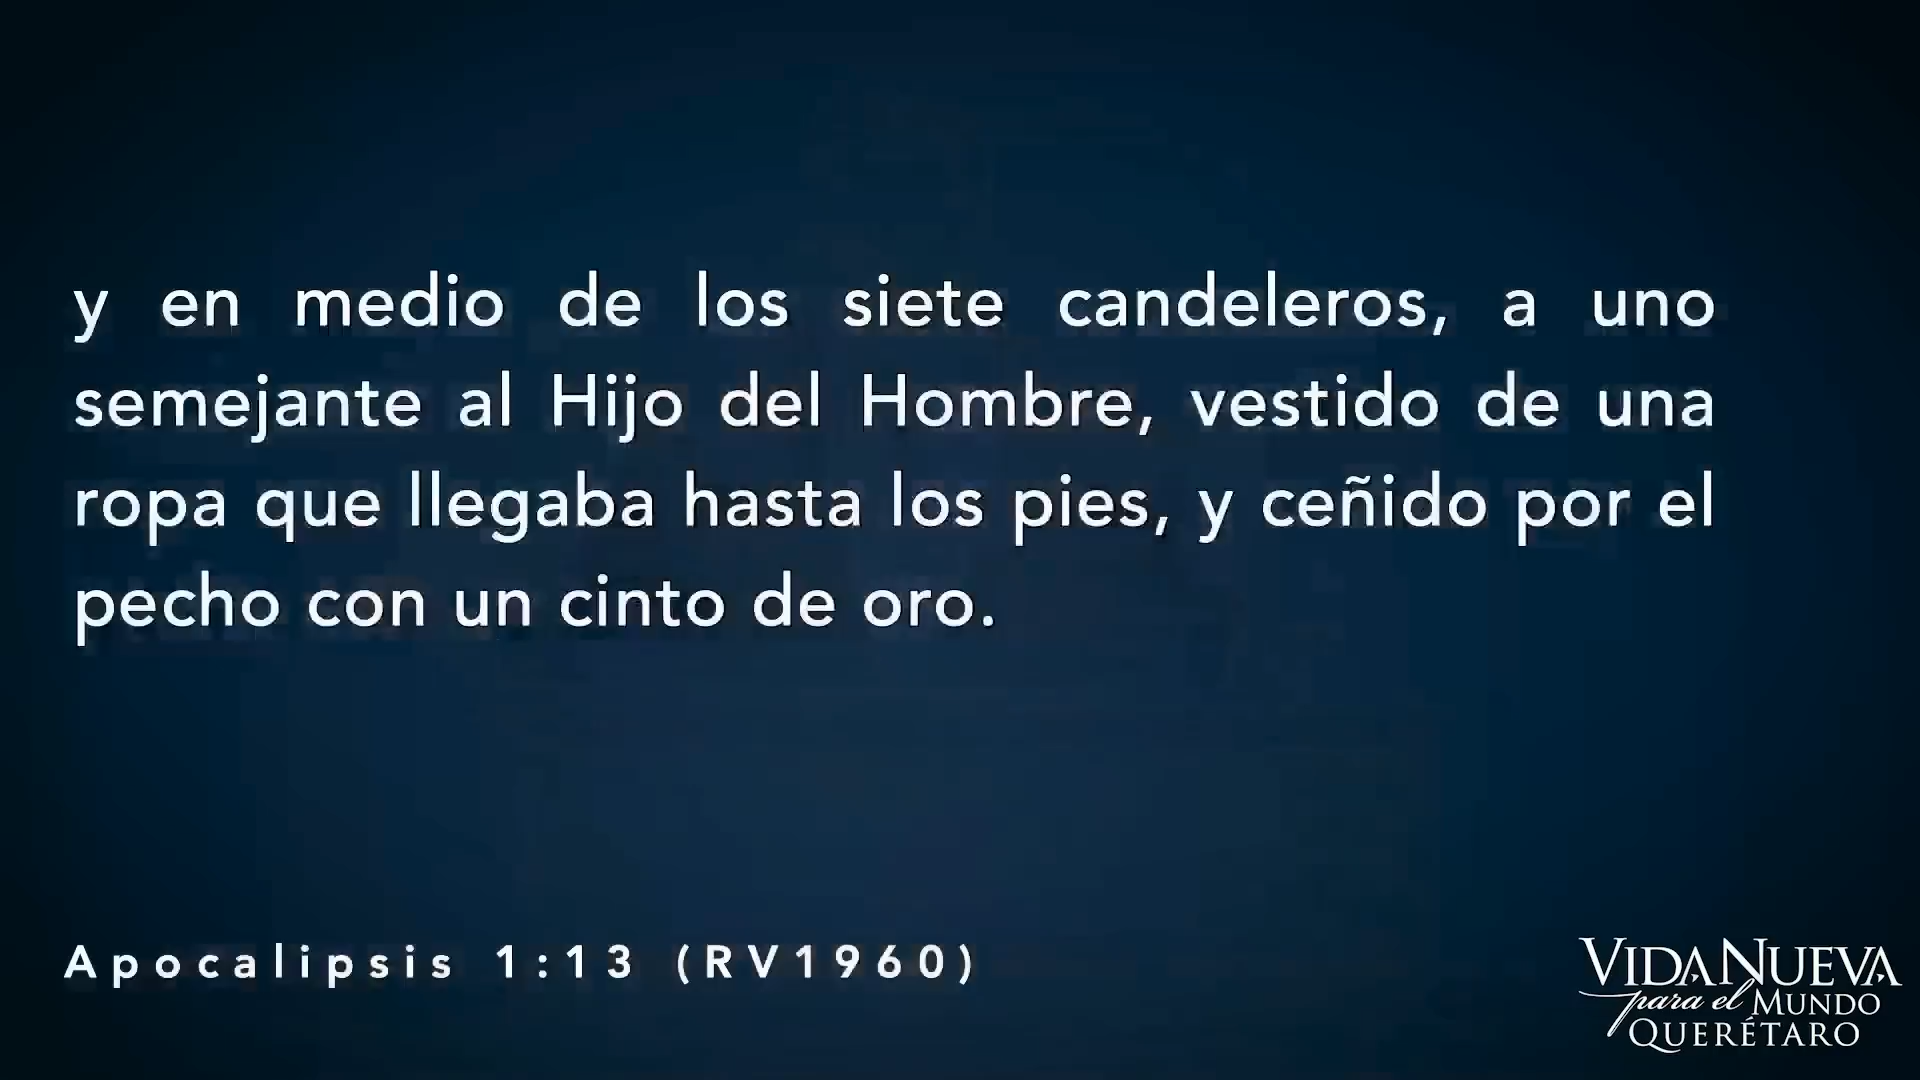 y en medio de los siete candeleros, a uno
semejante al Hijo del Hombre, vestido de una
ropa que llegaba hasta los pies, y ceñido por el
pecho con un cinto de oro.
Apocalipsis 1:13 (RV1960)
VIDA NUEVA
para el MUNDO
QUERÉTARO